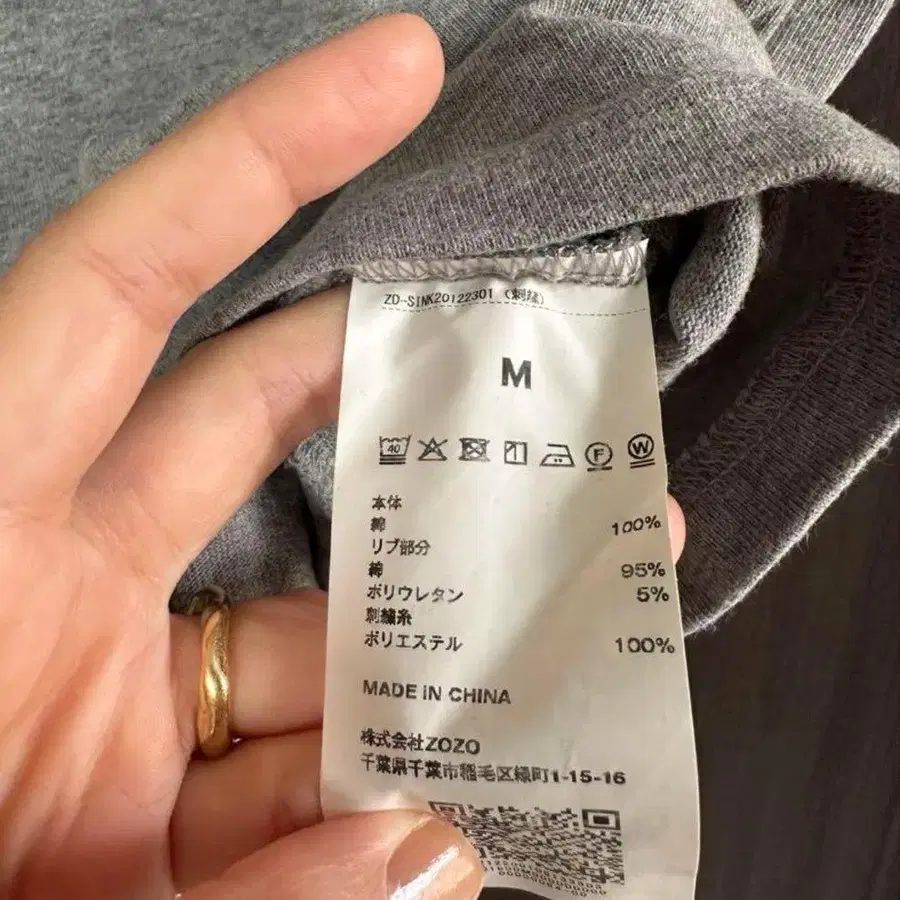 ZD-SINK20122301 (刺繍)
M
40 F W
本体
綿 100%
リブ部分
綿 95%
ポリウレタン 5%
刺繍糸
ポリエステル 100%
MADE IN CHINA
株式会社ZOZO
千葉県千葉市稲毛区緑町1-15-16